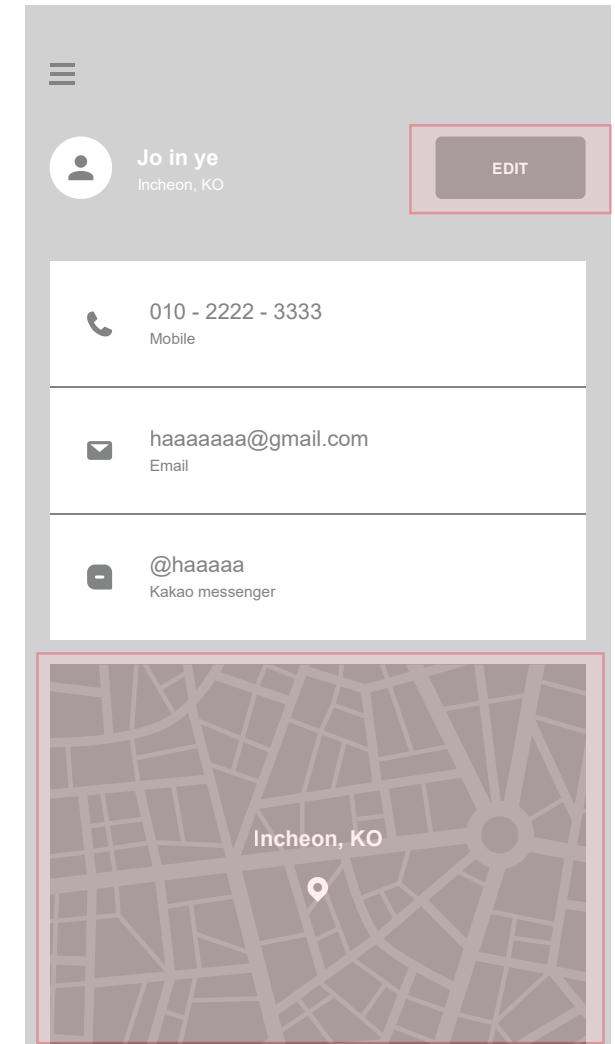 Jo in ye
Incheon, KO
EDIT
010 - 2222 - 3333
Mobile
haaaaaaa@gmail.com
Email
@haaaaa
Kakao messenger
Incheon, KO